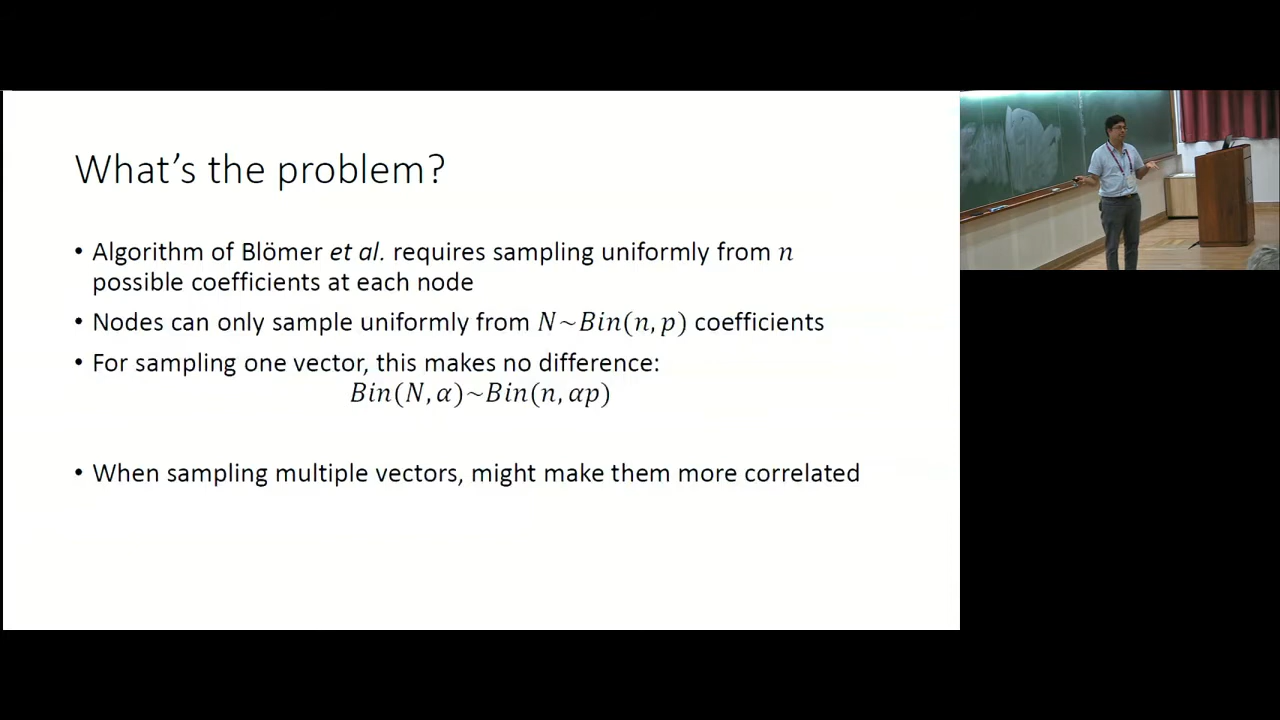 What's the problem?
• Algorithm of Blömer et al. requires sampling uniformly from n
possible coefficients at each node
• Nodes can only sample uniformly from N~Bin(n, p) coefficients
• For sampling one vector, this makes no difference:
Bin(N, α)~Bin(n, αp)
• When sampling multiple vectors, might make them more correlated